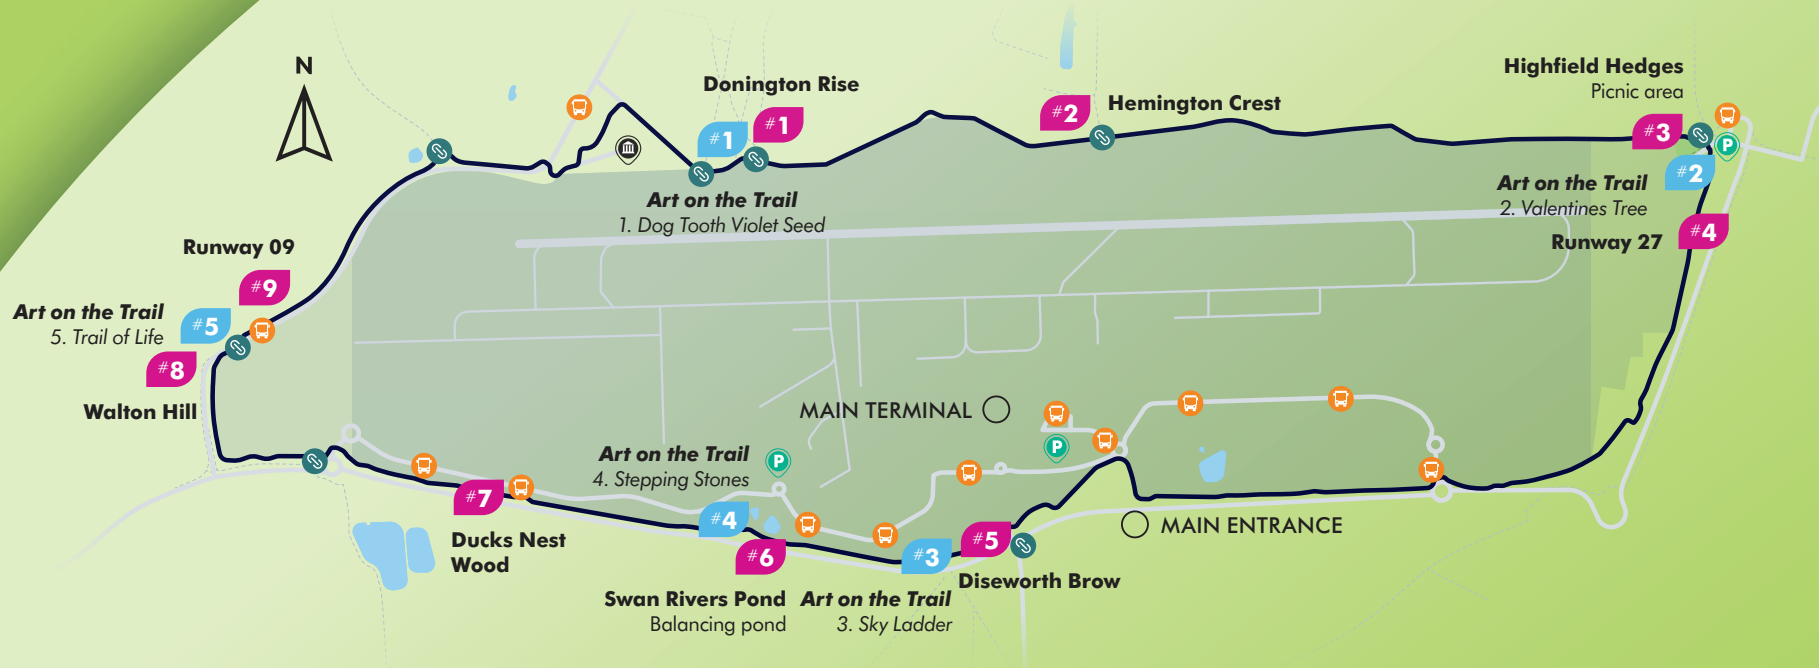 N
Donington Rise
#1
#1
Art on the Trail
1. Dog Tooth Violet Seed
#2
Hemington Crest
Highfield Hedges
Picnic area
#3
P
#2
Art on the Trail
2. Valentines Tree
Runway 27
#4
Runway 09
#9
Art on the Trail
5. Trail of Life
#5
#8
Walton Hill
MAIN TERMINAL
P
Art on the Trail
4. Stepping Stones
P
#7
Ducks Nest
Wood
#4
#6
Swan Rivers Pond
Balancing pond
#3
Art on the Trail
3. Sky Ladder
#5
Diseworth Brow
MAIN ENTRANCE